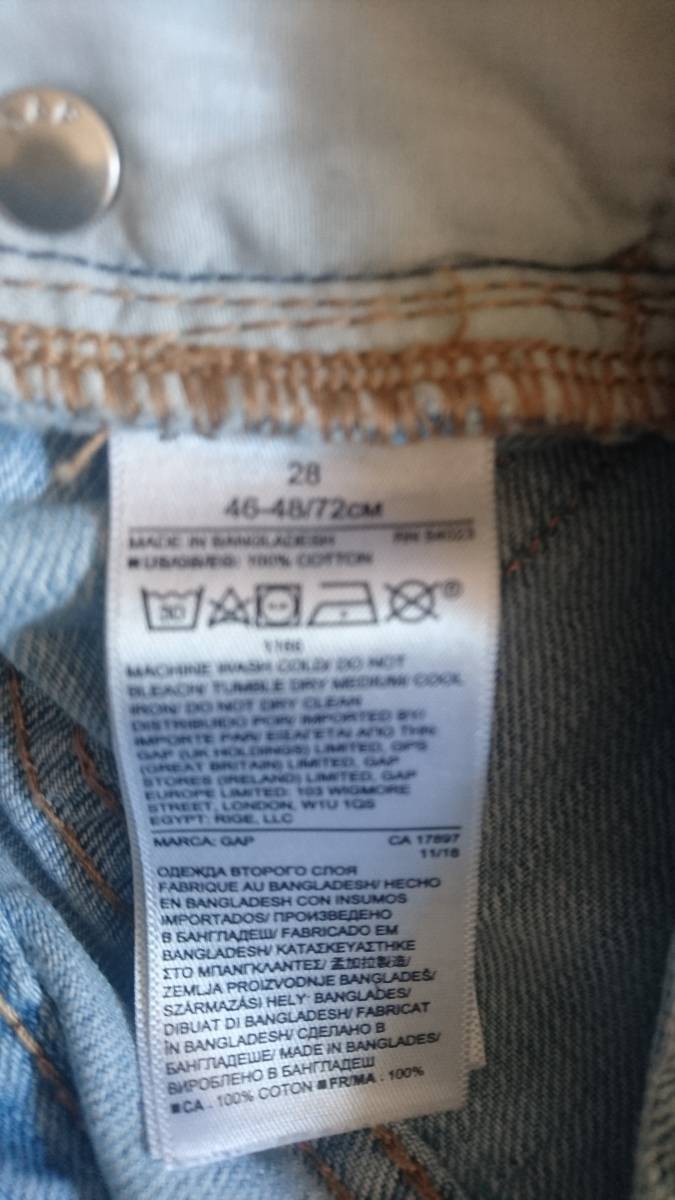 28
46-48/72CM
MADE IN BANGLADESH RN 54023
■US/GB/EG: 100% COTTON
30
MACHINE WASH COLD/ DO NOT
BLEACH/ TUMBLE DRY MEDIUM/ COOL
IRON/ DO NOT DRY CLEAN
DISTRIBUIDO POR/ IMPORTED BY/
IMPORTE PAR/ ΕΙΣΑΓΕΤΑΙ ΑΠΟ ΤΗΝ:
GAP (UK HOLDINGS) LIMITED, GPS
(GREAT BRITAIN) LIMITED, GAP
STORES (IRELAND) LIMITED, GAP
EUROPE LIMITED: 103 WIGMORE
STREET, LONDON, W1U 1QS
EGYPT: RIGE, LLC
MARCA: GAP CA 17897
11/16
ОДЕЖДА ВТОРОГО СЛОЯ
FABRIQUE AU BANGLADESH/ HECHO
EN BANGLADESH CON INSUMOS
IMPORTADOS/ ПРОИЗВЕДЕНО
В БАНГЛАДЕШ/ FABRICADO EM
BANGLADESH/ ΚΑΤΑΣΚΕΥΑΣΤΗΚΕ
ΣΤΟ ΜΠΑΝΓΚΛΑΝΤΕΣ/ 孟加拉製造/
ZEMLJA PROIZVODNJE BANGLADEŠ/
SZÁRMAZÁSI HELY: BANGLADES/
DIBUAT DI BANGLADESH/ FABRICAT
ÎN BANGLADESH/ СДЕЛАНО В
БАНГЛАДЕШЕ/ MADE IN BANGLADES/
ВИРОБЛЕНО В БАНГЛАДЕШ
■CA . 100% COTON ■FR/MA . 100%